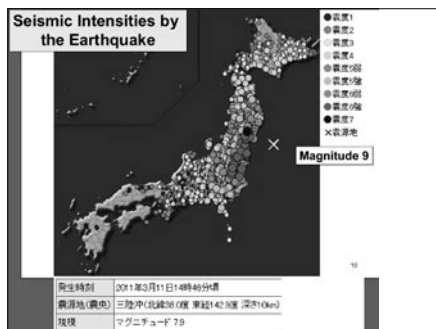 Seismic Intensities by
the Earthquake
震度1
震度2
震度3
震度4
震度5弱
震度5強
震度6弱
震度6強
震度7
震源地
Magnitude 9
10
発生時刻 2011年3月11日14時46分頃
震源地(震央) 三陸沖(北緯38.0度 東経142.9度 深さ10km)
規模 マグニチュード 7.9